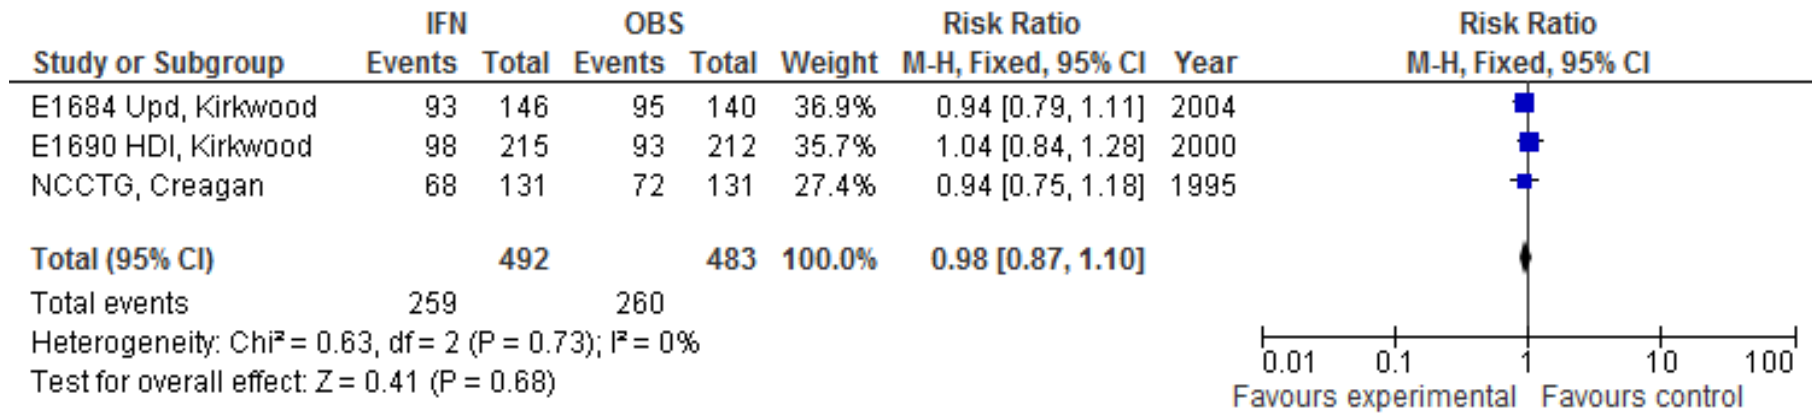 IFN OBS Risk Ratio Risk Ratio
Study or Subgroup Events Total Events Total Weight M-H, Fixed, 95% CI Year M-H, Fixed, 95% CI
E1684 Upd, Kirkwood 93 146 95 140 36.9% 0.94 [0.79, 1.11] 2004
E1690 HDI, Kirkwood 98 215 93 212 35.7% 1.04 [0.84, 1.28] 2000
NCCTG, Creagan 68 131 72 131 27.4% 0.94 [0.75, 1.18] 1995
Total (95% CI) 492 483 100.0% 0.98 [0.87, 1.10]
Total events 259 260
Heterogeneity: Chi² = 0.63, df = 2 (P = 0.73); I² = 0%
Test for overall effect: Z = 0.41 (P = 0.68)
0.01 0.1 1 10 100
Favours experimental Favours control